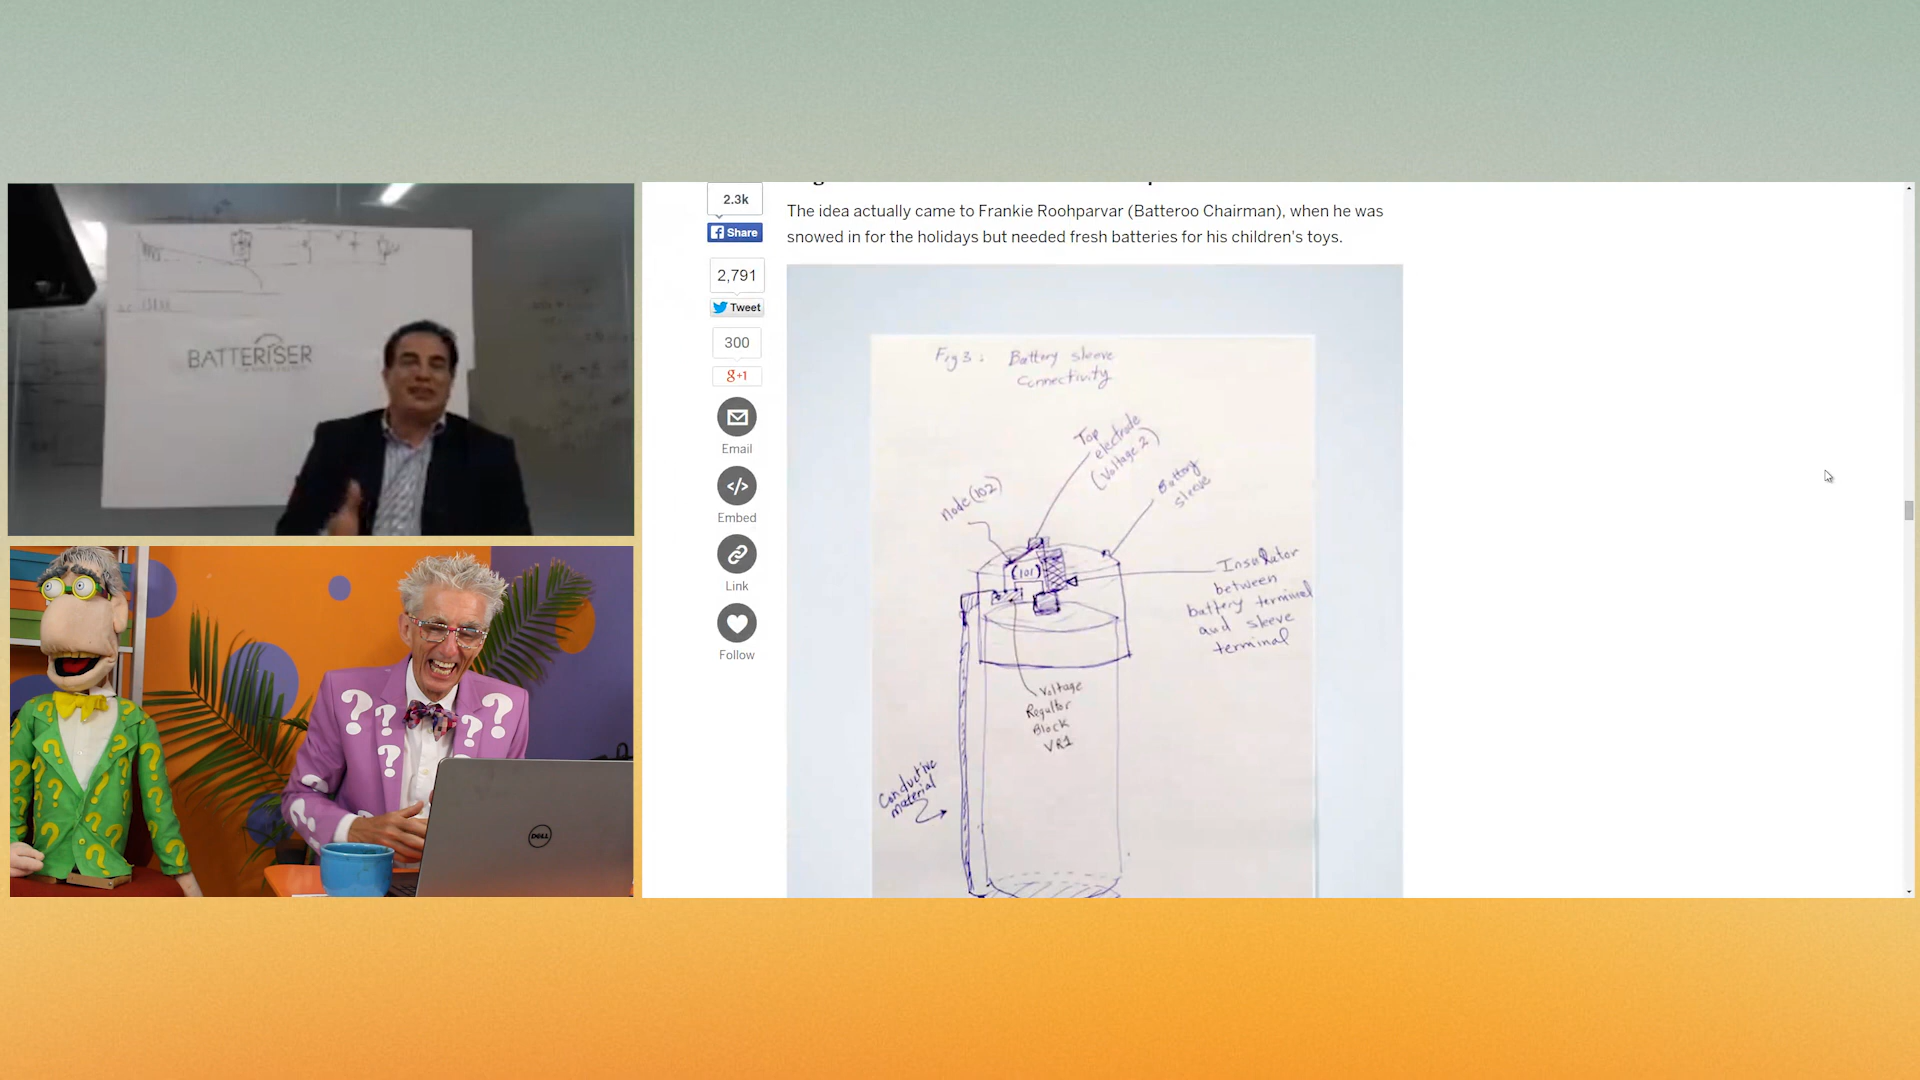 BATTERISER
DELL
2.3k
Share
2,791
Tweet
300
g+1
Email
</>
Embed
Link
Follow
The idea actually came to Frankie Roohparvar (Batteroo Chairman), when he was
snowed in for the holidays but needed fresh batteries for his children's toys.
Fig 3: Battery sleeve
Connectivity
Top
electrode
(Voltage 2)
Battery
sleeve
Node (102)
(101)
Insulator
between
battery terminal
and sleeve
terminal
Voltage
Regultor
Block
VR1
Conductive
material